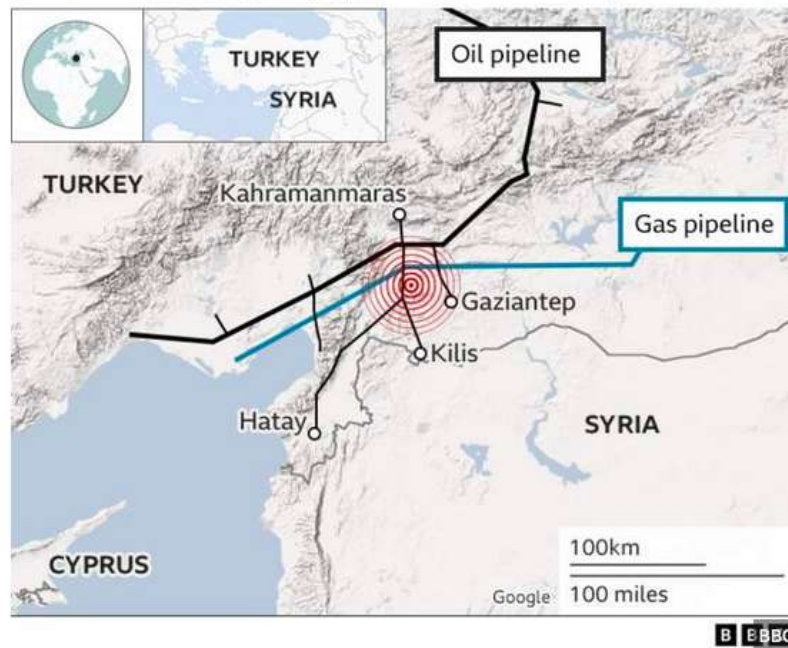 TURKEY
SYRIA
Oil pipeline
TURKEY
Kahramanmaras
Gas pipeline
Gaziantep
Kilis
Hatay
SYRIA
CYPRUS
100km
Google
100 miles
B B BBC